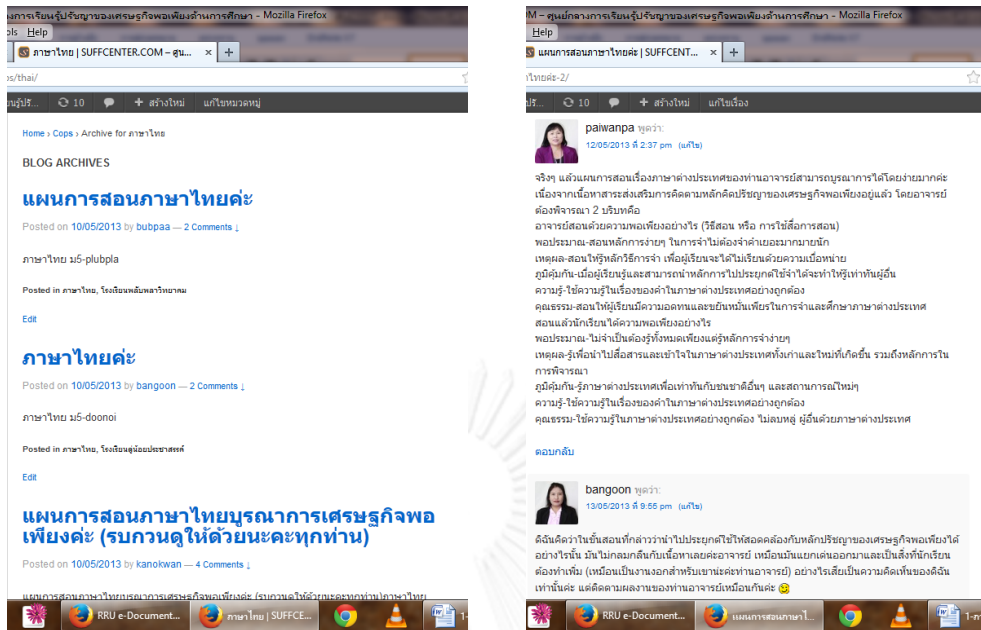 งการเรียนรู้ปรัชญาของเศรษฐกิจพอเพียงด้านการศึกษา - Mozilla Firefox
ols Help
ภาษาไทย | SUFFCENTER.COM – ศูน... × +
s/thai/
ยนรู้ปรั... 10 + สร้างใหม่ แก้ไขหมวดหมู่
Home › Cops › Archive for ภาษาไทย
BLOG ARCHIVES
แผนการสอนภาษาไทยค่ะ
Posted on 10/05/2013 by bubpaa — 2 Comments ↓
ภาษาไทย ม5-plubpla
Posted in ภาษาไทย, โรงเรียนพลับพลาวิทยาคม
Edit
ภาษาไทยค่ะ
Posted on 10/05/2013 by bangoon — 2 Comments ↓
ภาษาไทย ม5-doonoi
Posted in ภาษาไทย, โรงเรียนดู่น้อยประชาสรรค์
Edit
แผนการสอนภาษาไทยบูรณาการเศรษฐกิจพอ
เพียงค่ะ (รบกวนดูให้ด้วยนะคะทุกท่าน)
Posted on 10/05/2013 by kanokwan — 4 Comments ↓
แผนการสอนภาษาไทยบูรณาการเศรษฐกิจพอเพียงค่ะ (รบกวนดูให้ด้วยนะคะทุกท่าน)ภาษาไทย
RRU e-Document... ภาษาไทย | SUFFCE... 1-
M – ศูนย์กลางการเรียนรู้ปรัชญาของเศรษฐกิจพอเพียงด้านการศึกษา - Mozilla Firefox
Help
แผนการสอนภาษาไทยค่ะ | SUFFCENT... × +
าไทยค่ะ-2/
ปรั... 10 + สร้างใหม่ แก้ไขเรื่อง
paiwanpa พูดว่า:
12/05/2013 ที่ 2:37 pm (แก้ไข)
จริงๆ แล้วแผนการสอนเรื่องภาษาต่างประเทศของท่านอาจารย์สามารถบูรณาการได้โดยง่ายมากค่ะ
เนื่องจากเนื้อหาสาระส่งเสริมการคิดตามหลักคิดปรัชญาของเศรษฐกิจพอเพียงอยู่แล้ว โดยอาจารย์
ต้องพิจารณา 2 บริบทคือ
อาจารย์สอนด้วยความพอเพียงอย่างไร (วิธีสอน หรือ การใช้สื่อการสอน)
พอประมาณ-สอนหลักการง่ายๆ ในการจำไม่ต้องจำคำเยอะมากมายนัก
เหตุผล-สอนให้รู้หลักวิธีการจำ เพื่อผู้เรียนจะได้ไม่เรียนด้วยความเบื่อหน่าย
ภูมิคุ้มกัน-เมื่อผู้เรียนรู้และสามารถนำหลักการไปประยุกต์ใช้จำได้จะทำให้รู้เท่าทันผู้อื่น
ความรู้-ใช้ความรู้ในเรื่องของคำในภาษาต่างประเทศอย่างถูกต้อง
คุณธรรม-สอนให้ผู้เรียนมีความอดทนและขยันหมั่นเพียรในการจำและศึกษาภาษาต่างประเทศ
สอนแล้วนักเรียนได้ความพอเพียงอย่างไร
พอประมาณ-ไม่จำเป็นต้องรู้ทั้งหมดเพียงแต่รู้หลักการจำง่ายๆ
เหตุผล-รู้เพื่อนำไปสื่อสารและเข้าใจในภาษาต่างประเทศทั้งเก่าและใหม่ที่เกิดขึ้น รวมถึงหลักการใน
การพิจารณา
ภูมิคุ้มกัน-รู้ภาษาต่างประเทศเพื่อเท่าทันกับชนชาติอื่นๆ และสถานการณ์ใหม่ๆ
ความรู้-ใช้ความรู้ในเรื่องของคำในภาษาต่างประเทศอย่างถูกต้อง
คุณธรรม-ใช้ความรู้ในภาษาต่างประเทศอย่างถูกต้อง ไม่ลบหลู่ ผู้อื่นด้วยภาษาต่างประเทศ
ตอบกลับ
bangoon พูดว่า:
13/05/2013 ที่ 9:55 pm (แก้ไข)
ดิฉันคิดว่าในขั้นสอนที่กล่าวว่านำไปประยุกต์ใช้ให้สอดคล้องกับหลักปรัชญาของเศรษฐกิจพอเพียงได้
อย่างไรนั้น มันไม่กลมกลืนกับเนื้อหาเลยค่ะอาจารย์ เหมือนมันแยกเด่นออกมาและเป็นสิ่งที่นักเรียน
ต้องทำเพิ่ม (เหมือนเป็นงานงอกสำหรับเขาน่ะค่ะท่านอาจารย์) อย่างไรเสียเป็นความคิดเห็นของดิฉัน
เท่านั้นค่ะ แต่ติดตามผลงานของท่านอาจารย์เหมือนกันค่ะ
RRU e-Document... แผนการสอนภาษาไ... 1-ก